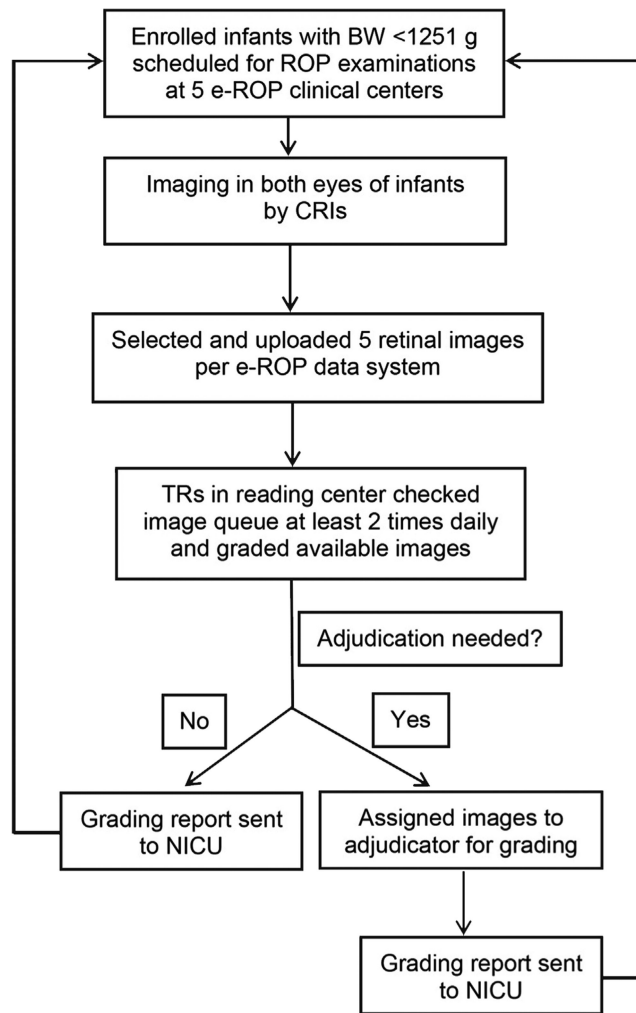 Enrolled infants with BW <1251 g
scheduled for ROP examinations
at 5 e-ROP clinical centers
Imaging in both eyes of infants
by CRIs
Selected and uploaded 5 retinal images
per e-ROP data system
TRs in reading center checked
image queue at least 2 times daily
and graded available images
Adjudication needed?
No
Yes
Grading report sent
to NICU
Assigned images to
adjudicator for grading
Grading report sent
to NICU